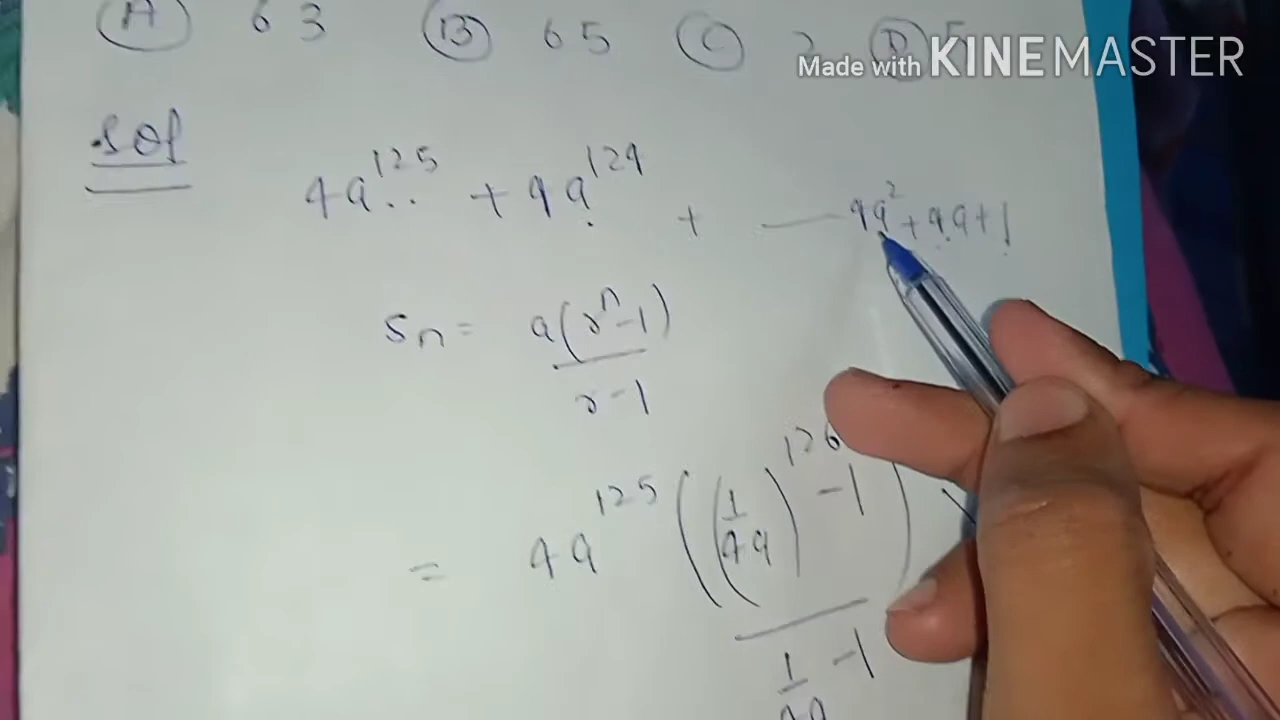 (A) 63 (B) 65 (C) (D) 5
Made with KINEMASTER
Sol
49^125 + 49^124 + —— 49^2 + 49 + 1
Sn = a(r^n - 1) / r - 1
= 49^125 ((1/49)^126 - 1) / 1/49 - 1